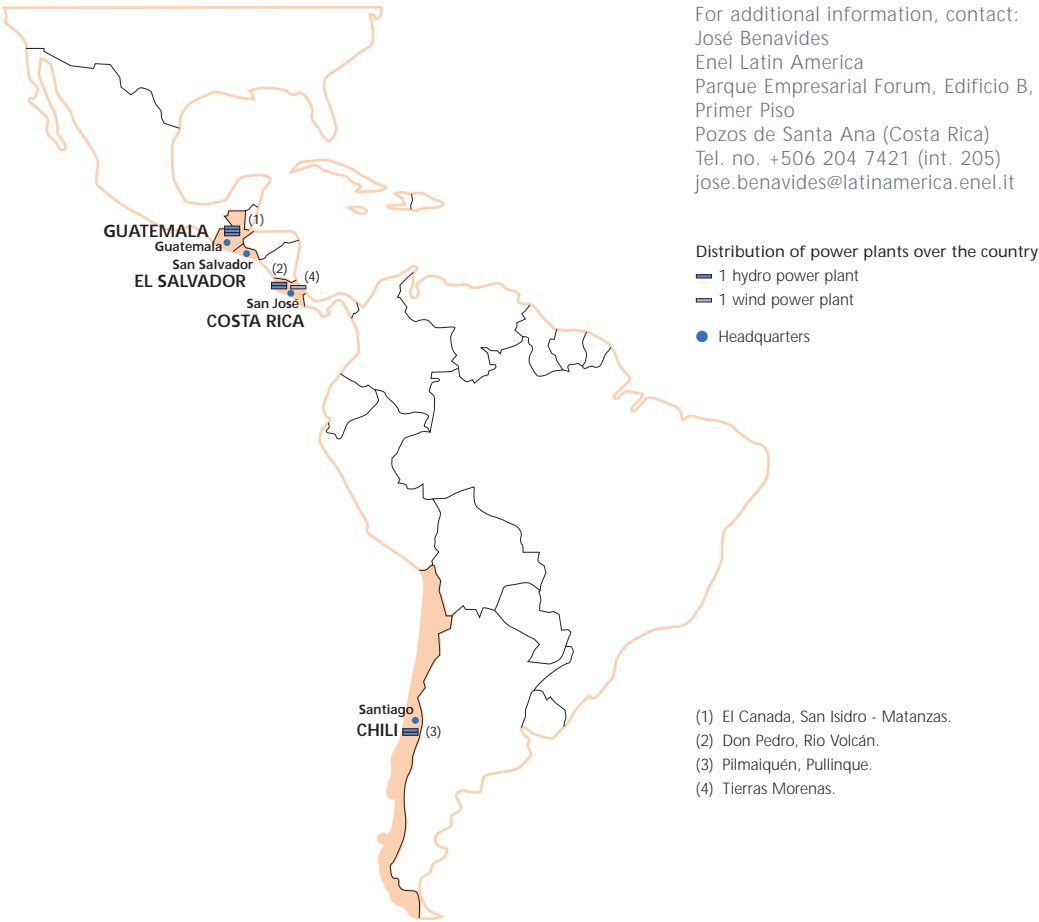 For additional information, contact:
José Benavides
Enel Latin America
Parque Empresarial Forum, Edificio B,
Primer Piso
Pozos de Santa Ana (Costa Rica)
Tel. no. +506 204 7421 (int. 205)
jose.benavides@latinamerica.enel.it
(1)
GUATEMALA
Guatemala
San Salvador
EL SALVADOR
(2)
(4)
San José
COSTA RICA
Distribution of power plants over the country
1 hydro power plant
1 wind power plant
Headquarters
Santiago
CHILI
(3)
(1) El Canada, San Isidro - Matanzas.
(2) Don Pedro, Rio Volcán.
(3) Pilmaiquén, Pullinque.
(4) Tierras Morenas.